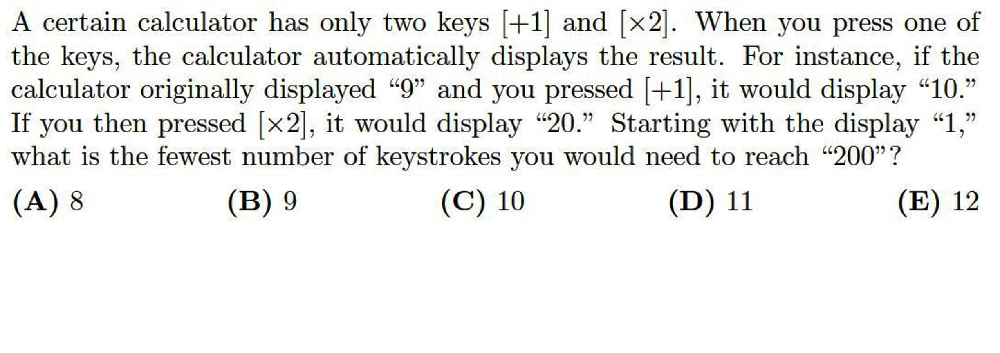 A certain calculator has only two keys [+1] and [×2]. When you press one of
the keys, the calculator automatically displays the result. For instance, if the
calculator originally displayed “9” and you pressed [+1], it would display “10.”
If you then pressed [×2], it would display “20.” Starting with the display “1,”
what is the fewest number of keystrokes you would need to reach “200”?
(A) 8 (B) 9 (C) 10 (D) 11 (E) 12